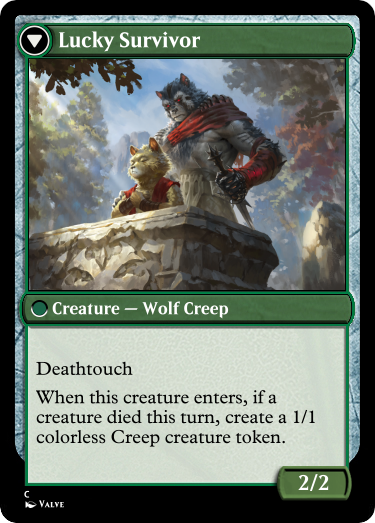 Lucky Survivor
Creature — Wolf Creep
Deathtouch
When this creature enters, if a
creature died this turn, create a 1/1
colorless Creep creature token.
2/2
C
Valve